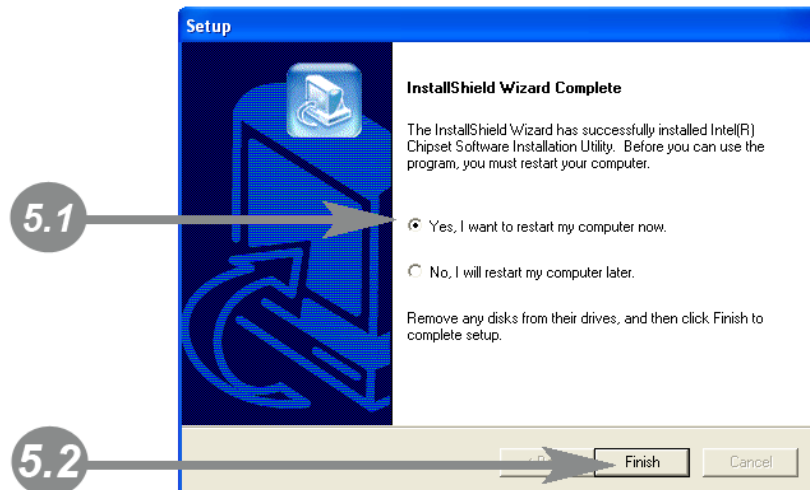 Setup
InstallShield Wizard Complete
The InstallShield Wizard has successfully installed Intel(R)
Chipset Software Installation Utility. Before you can use the
program, you must restart your computer.
5.1
Yes, I want to restart my computer now.
No, I will restart my computer later.
Remove any disks from their drives, and then click Finish to
complete setup.
5.2
Finish
Cancel